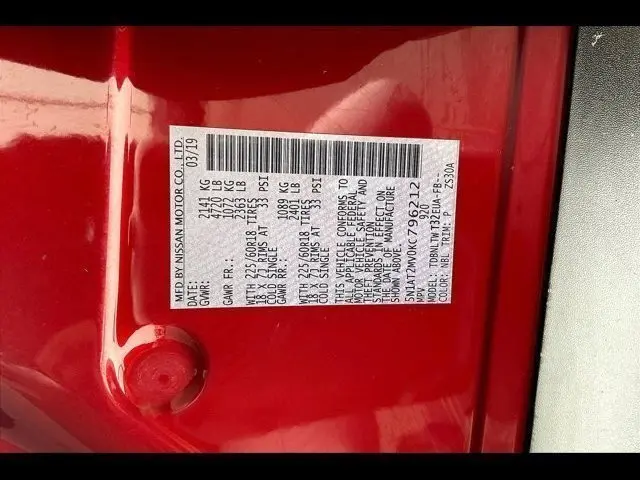 MFD BY NISSAN MOTOR CO., LTD.
DATE: 03/19
GVWR: 2141 KG
4720 LB
GAWR FR.: 1072 KG
2363 LB
WITH 225/60R18 TIRES
18 X 7J RIMS AT 33 PSI
COLD SINGLE
GAWR RR.: 1089 KG
2401 LB
WITH 225/60R18 TIRES
18 X 7J RIMS AT 33 PSI
COLD SINGLE
THIS VEHICLE CONFORMS TO
ALL APPLICABLE FEDERAL
MOTOR VEHICLE SAFETY AND
THEFT PREVENTION
STANDARDS IN EFFECT ON
THE DATE OF MANUFACTURE
SHOWN ABOVE.
5N1AT2MV0KC796212
MPV 920
MODEL: TDBNLTWT32EUA-FB--
COLOR: NBL TRIM: P ZS30A